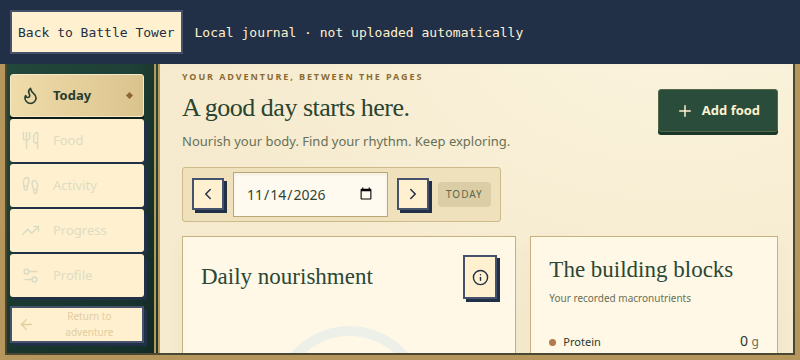 Back to Battle Tower
Local journal · not uploaded automatically
Today
Food
Activity
Progress
Profile
Return to
adventure
YOUR ADVENTURE, BETWEEN THE PAGES
A good day starts here.
Nourish your body. Find your rhythm. Keep exploring.
Add food
11/14/2026
TODAY
Daily nourishment
The building blocks
Your recorded macronutrients
Protein
0 g